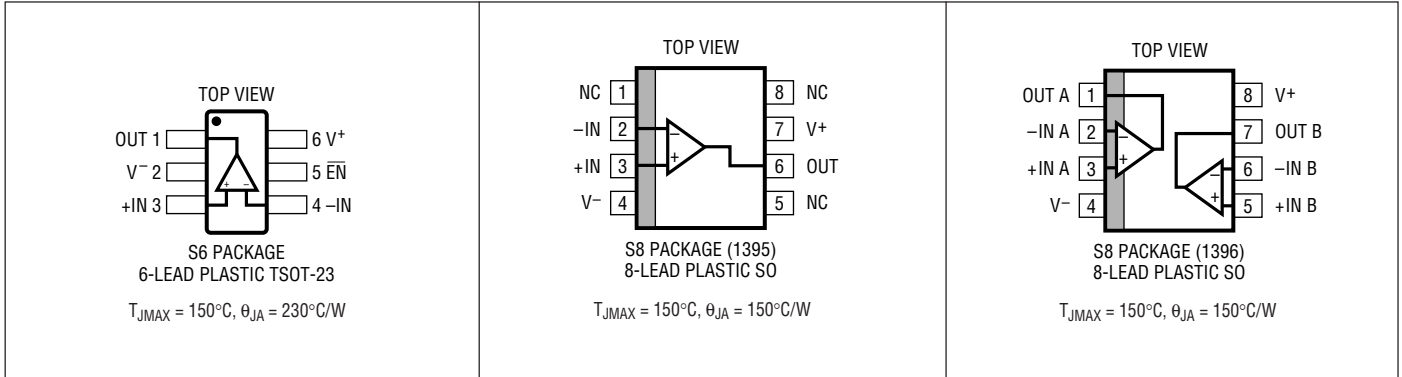 TOP VIEW
OUT 1
6 V+
V– 2
5 E̅N̅
+IN 3
4 –IN
+ –
S6 PACKAGE
6-LEAD PLASTIC TSOT-23
TJMAX = 150°C, θJA = 230°C/W
TOP VIEW
NC 1
8 NC
–IN 2
7 V+
+IN 3
6 OUT
V– 4
5 NC
–
+
S8 PACKAGE (1395)
8-LEAD PLASTIC SO
TJMAX = 150°C, θJA = 150°C/W
TOP VIEW
OUT A 1
8 V+
–IN A 2
7 OUT B
+IN A 3
6 –IN B
V– 4
5 +IN B
–
+
–
+
S8 PACKAGE (1396)
8-LEAD PLASTIC SO
TJMAX = 150°C, θJA = 150°C/W